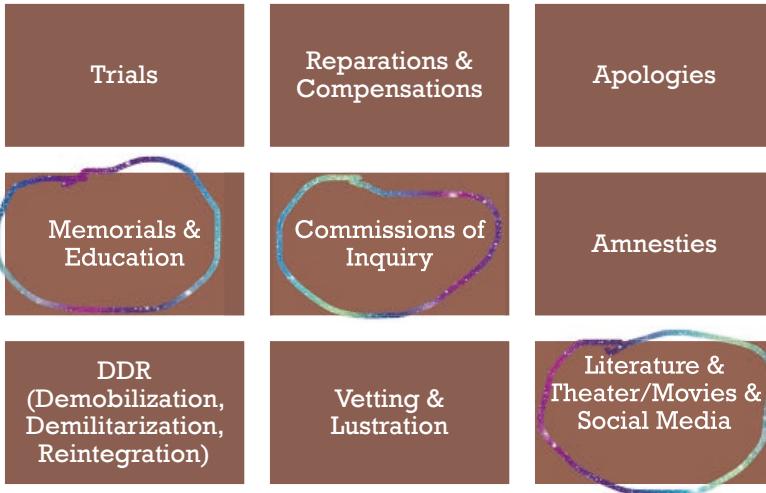 Trials
Reparations &
Compensations
Apologies
Memorials &
Education
Commissions of
Inquiry
Amnesties
DDR
(Demobilization,
Demilitarization,
Reintegration)
Vetting &
Lustration
Literature &
Theater/Movies &
Social Media